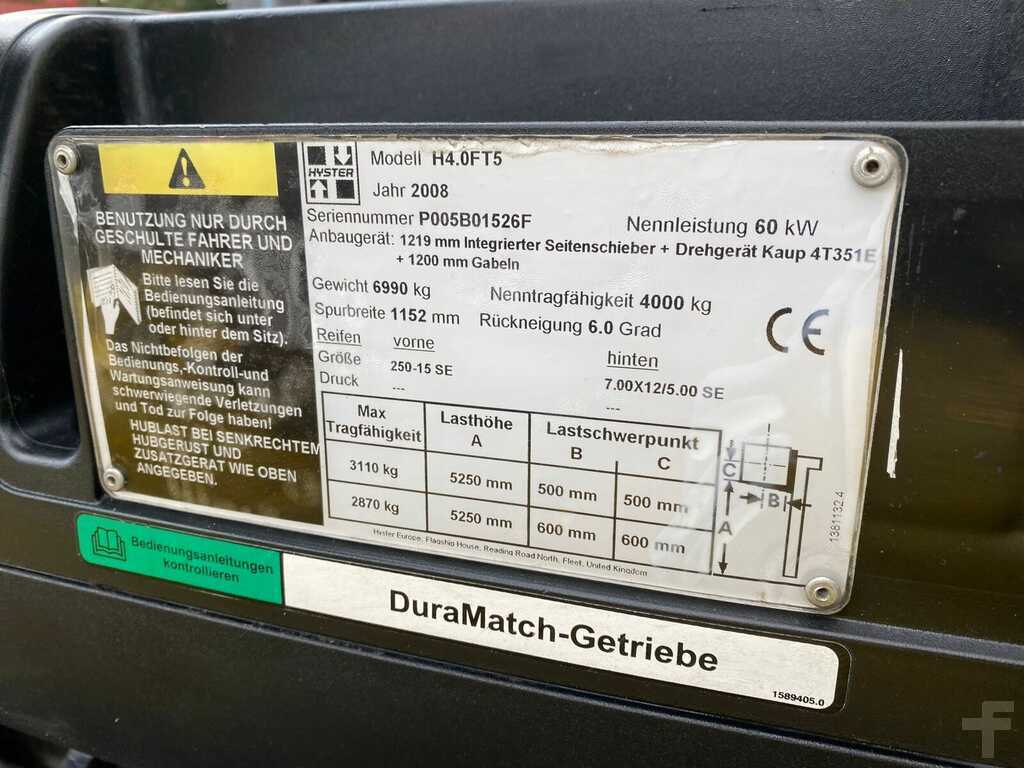 BENUTZUNG NUR DURCH
GESCHULTE FAHRER UND
MECHANIKER
Bitte lesen Sie die
Bedienungsanleitung
(befindet sich unter
oder hinter dem Sitz).
Das Nichtbefolgen der
Bedienungs,-Kontroll-und
Wartungsanweisung kann
schwerwiegende Verletzungen
und Tod zur Folge haben!
HUBLAST BEI SENKRECHTEM
HUBGERUST UND
ZUSATZGERAT WIE OBEN
ANGEGEBEN.
HYSTER
Modell H4.0FT5
Jahr 2008
Seriennummer P005B01526F Nennleistung 60 kW
Anbaugerät: 1219 mm Integrierter Seitenschieber + Drehgerät Kaup 4T351E
+ 1200 mm Gabeln
Gewicht 6990 kg Nenntragfähigkeit 4000 kg
Spurbreite 1152 mm Rückneigung 6.0 Grad
CE
Reifen vorne hinten
Größe 250-15 SE 7.00X12/5.00 SE
Druck --- ---
Max Tragfähigkeit Lasthöhe A Lastschwerpunkt B C
3110 kg 5250 mm 500 mm 500 mm
2870 kg 5250 mm 600 mm 600 mm
C
B
A
1381132.4
Hyster Europe, Flagship House, Reading Road North, Fleet, United Kingdom
Bedienungsanleitungen
kontrollieren
DuraMatch-Getriebe
1589405.0